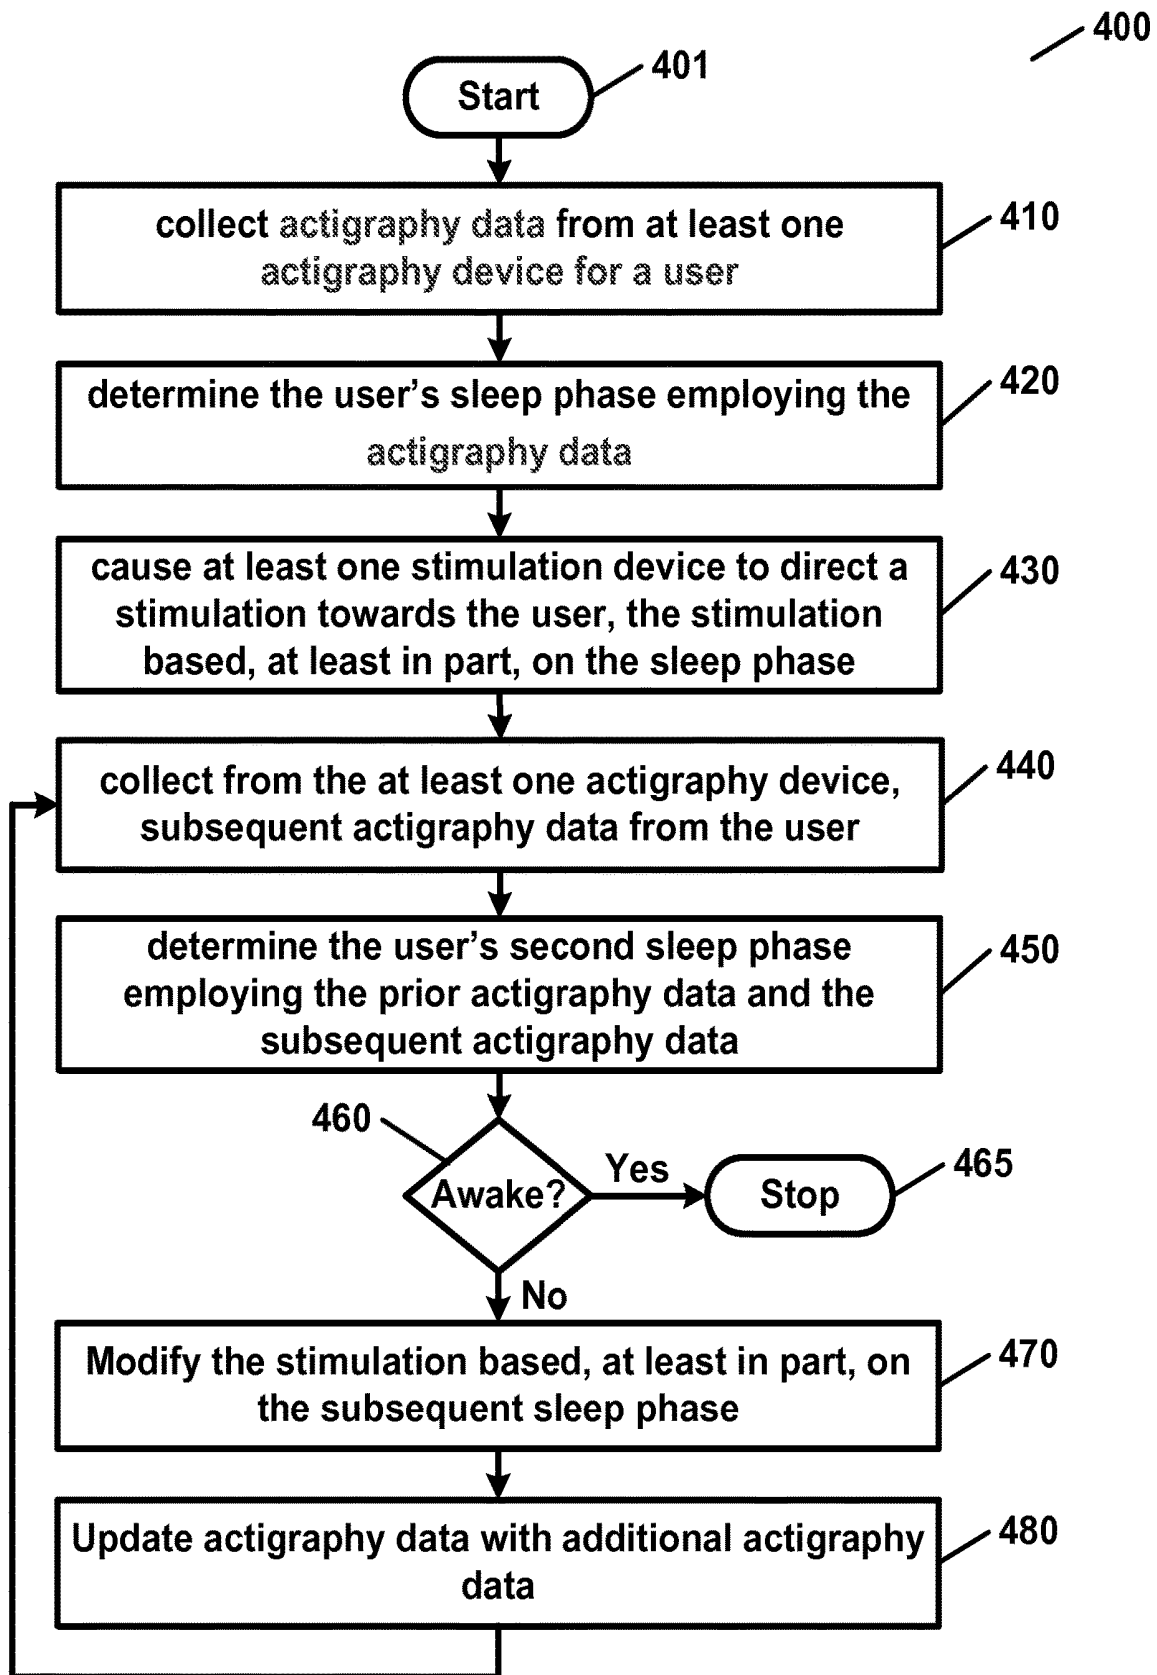 400
Start
401
collect actigraphy data from at least one
actigraphy device for a user
410
determine the user's sleep phase employing the
actigraphy data
420
cause at least one stimulation device to direct a
stimulation towards the user, the stimulation
based, at least in part, on the sleep phase
430
collect from the at least one actigraphy device,
subsequent actigraphy data from the user
440
determine the user's second sleep phase
employing the prior actigraphy data and the
subsequent actigraphy data
450
460
Awake?
Yes
Stop
465
No
Modify the stimulation based, at least in part, on
the subsequent sleep phase
470
Update actigraphy data with additional actigraphy
data
480